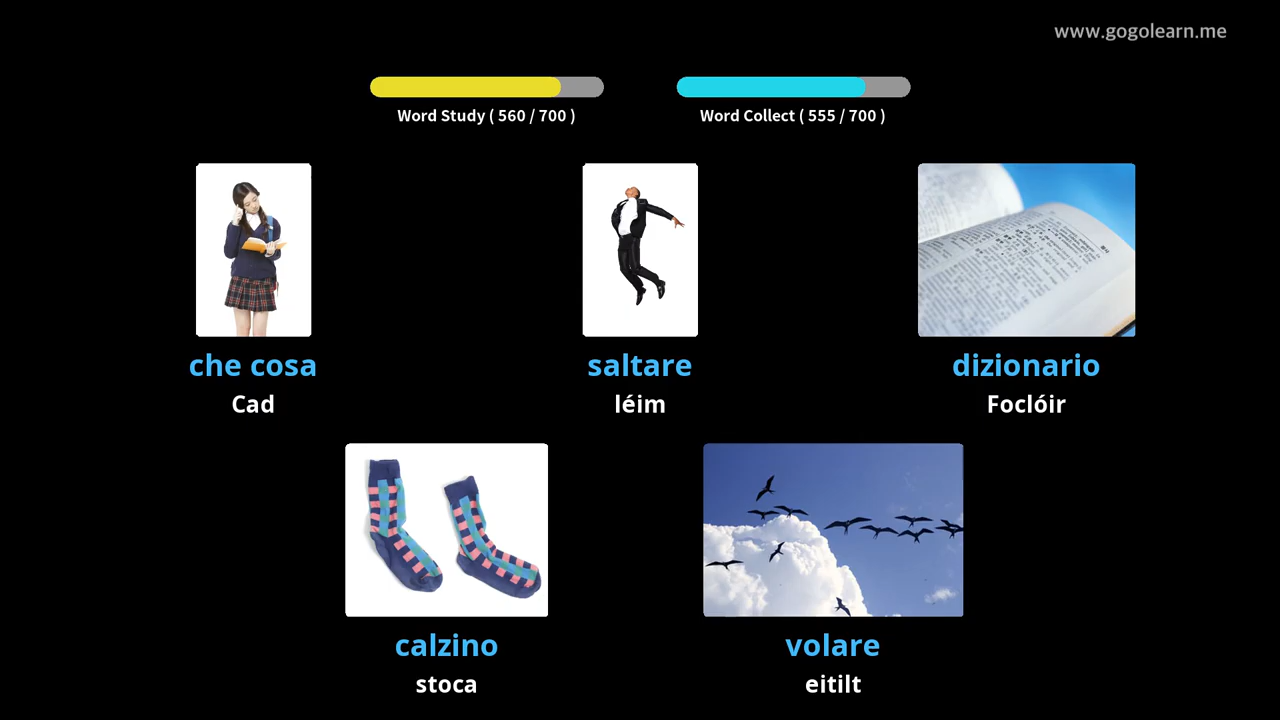 www.gogolearn.me
Word Study ( 560 / 700 )
Word Collect ( 555 / 700 )
che cosa
Cad
saltare
léim
dizionario
Foclóir
calzino
stoca
volare
eitilt